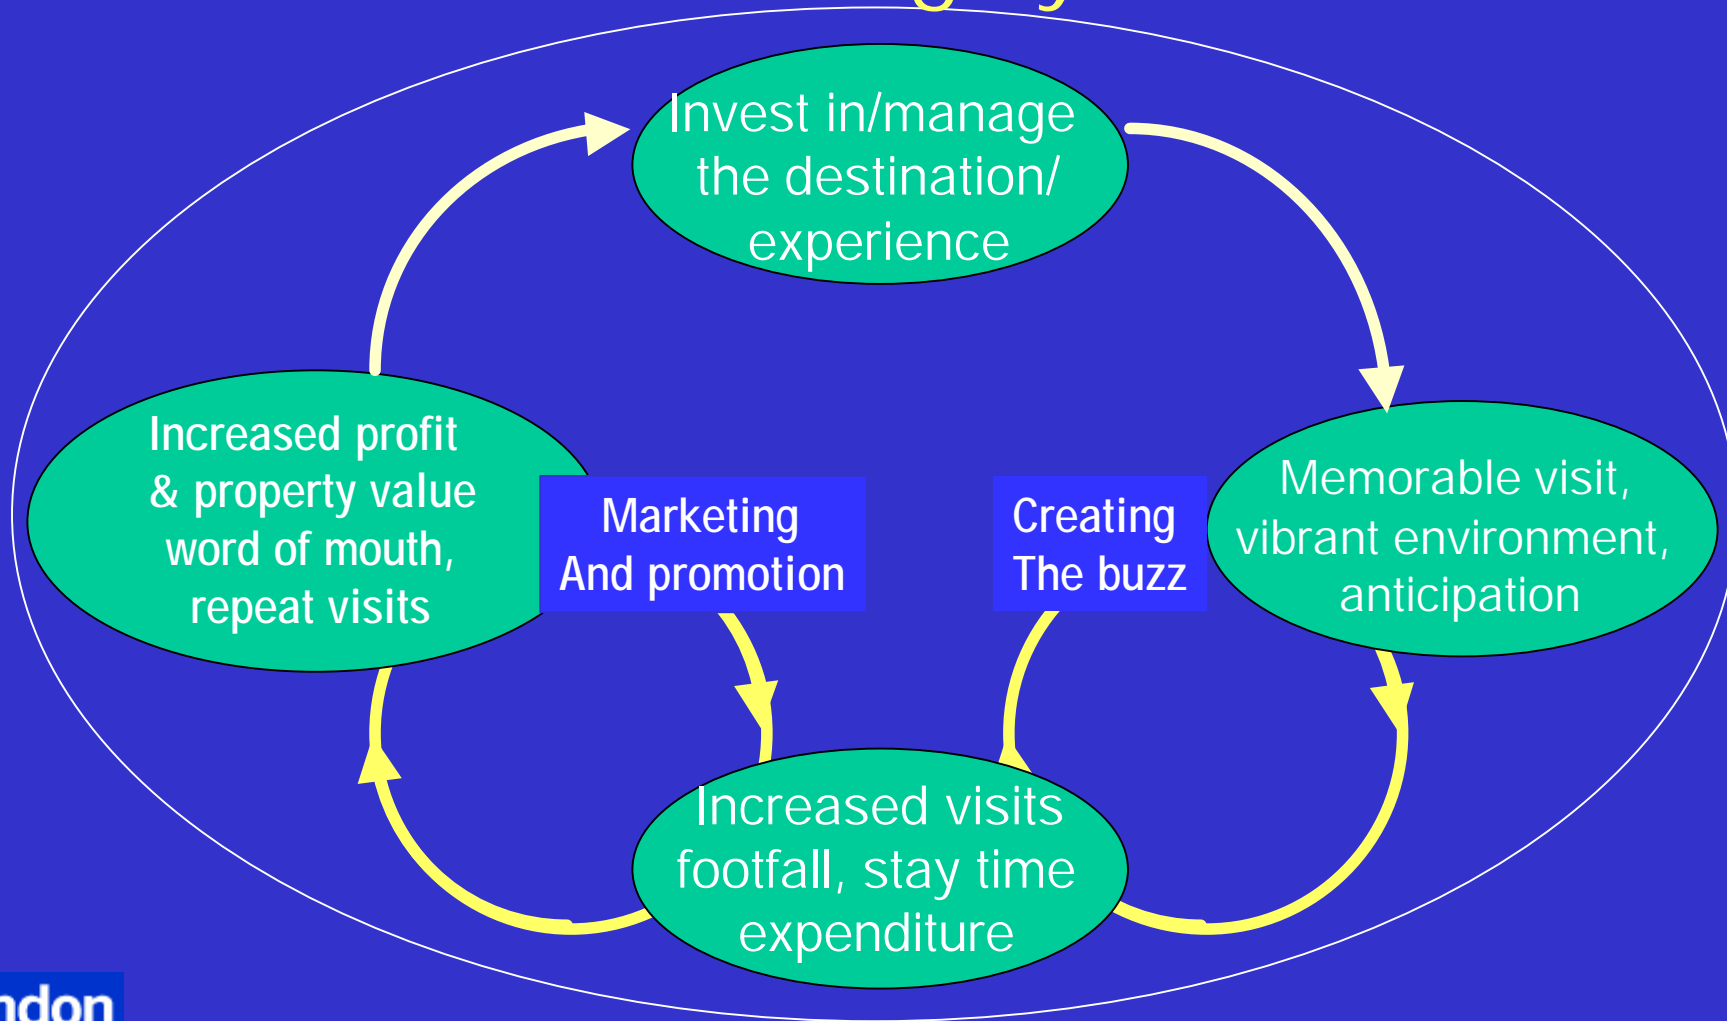 Invest in/manage
the destination/
experience
Increased profit
& property value
word of mouth,
repeat visits
Marketing
And promotion
Creating
The buzz
Memorable visit,
vibrant environment,
anticipation
Increased visits
footfall, stay time
expenditure